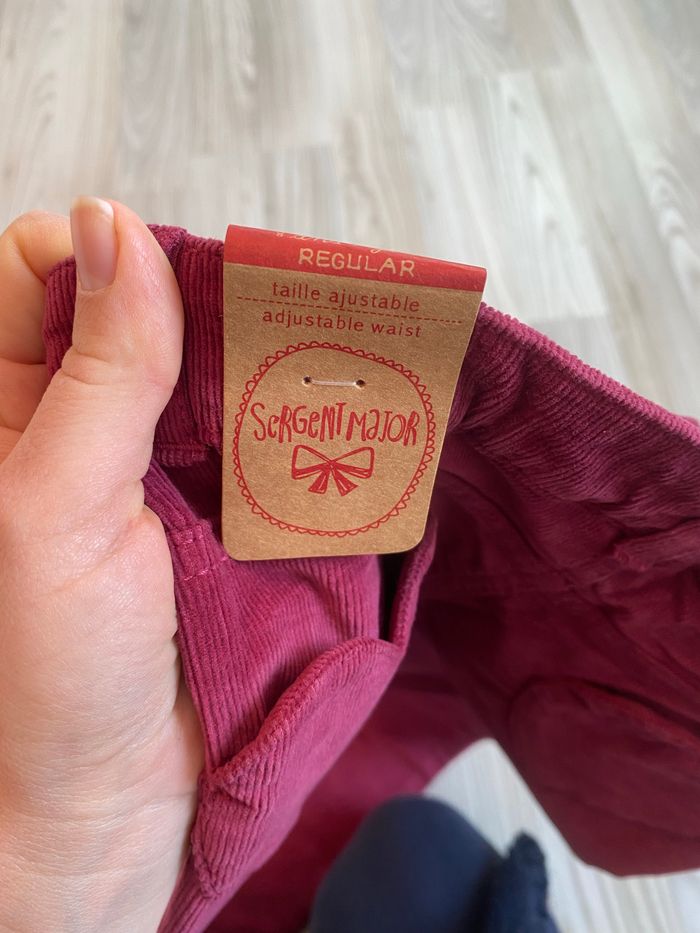 REGULAR
taille ajustable
adjustable waist
SeRGeNT MaJOR